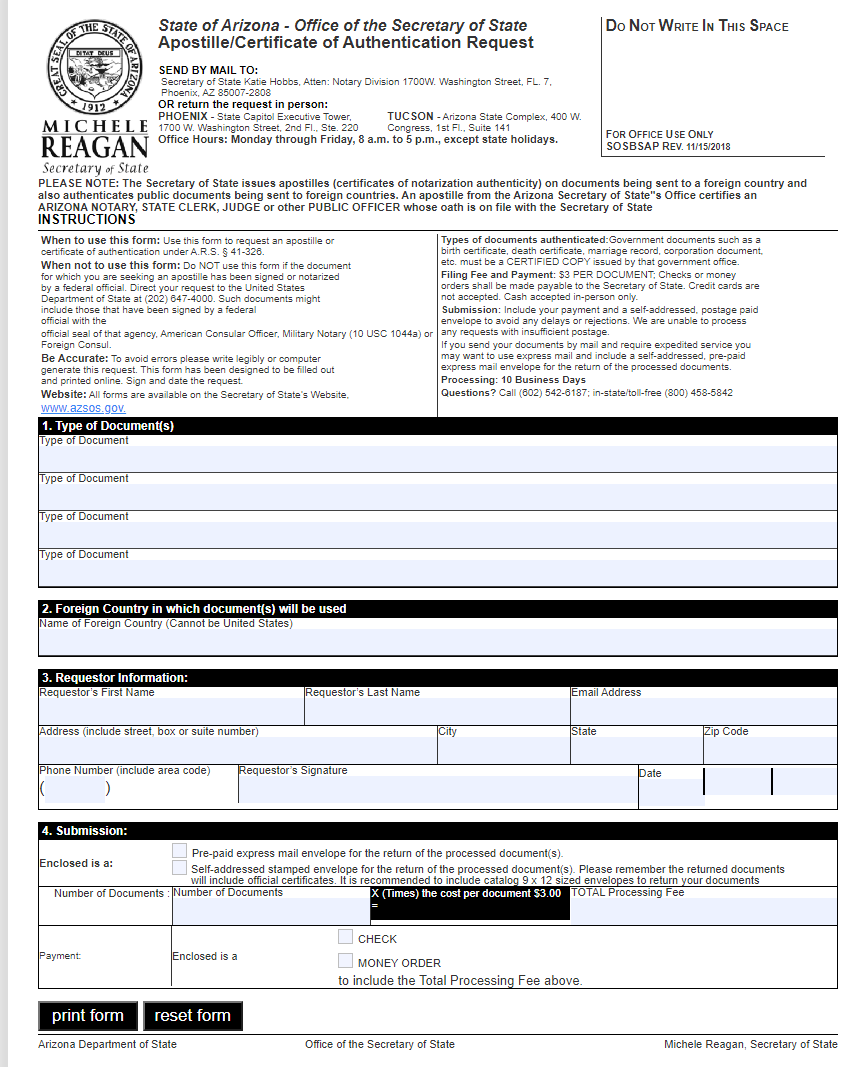 State of Arizona - Office of the Secretary of State
Apostille/Certificate of Authentication Request
SEND BY MAIL TO:
Secretary of State Katie Hobbs, Atten: Notary Division 1700W. Washington Street, FL. 7,
Phoenix, AZ 85007-2808
OR return the request in person:
PHOENIX - State Capitol Executive Tower,
1700 W. Washington Street, 2nd Fl., Ste. 220
TUCSON - Arizona State Complex, 400 W.
Congress, 1st Fl., Suite 141
Office Hours: Monday through Friday, 8 a.m. to 5 p.m., except state holidays.
DO NOT WRITE IN THIS SPACE
FOR OFFICE USE ONLY
SOSBSAP REV. 11/15/2018
GREAT SEAL OF THE STATE OF ARIZONA
DITAT DEUS
1912
MICHELE
REAGAN
Secretary of State
PLEASE NOTE: The Secretary of State issues apostilles (certificates of notarization authenticity) on documents being sent to a foreign country and
also authenticates public documents being sent to foreign countries. An apostille from the Arizona Secretary of State"s Office certifies an
ARIZONA NOTARY, STATE CLERK, JUDGE or other PUBLIC OFFICER whose oath is on file with the Secretary of State
INSTRUCTIONS
When to use this form: Use this form to request an apostille or
certificate of authentication under A.R.S. § 41-326.
When not to use this form: Do NOT use this form if the document
for which you are seeking an apostille has been signed or notarized
by a federal official. Direct your request to the United States
Department of State at (202) 647-4000. Such documents might
include those that have been signed by a federal
official with the
official seal of that agency, American Consular Officer, Military Notary (10 USC 1044a) or
Foreign Consul.
Be Accurate: To avoid errors please write legibly or computer
generate this request. This form has been designed to be filled out
and printed online. Sign and date the request.
Website: All forms are available on the Secretary of State's Website,
www.azsos.gov.
Types of documents authenticated:Government documents such as a
birth certificate, death certificate, marriage record, corporation document,
etc. must be a CERTIFIED COPY issued by that government office.
Filing Fee and Payment: $3 PER DOCUMENT; Checks or money
orders shall be made payable to the Secretary of State. Credit cards are
not accepted. Cash accepted in-person only.
Submission: Include your payment and a self-addressed, postage paid
envelope to avoid any delays or rejections. We are unable to process
any requests with insufficient postage.
If you send your documents by mail and require expedited service you
may want to use express mail and include a self-addressed, pre-paid
express mail envelope for the return of the processed documents.
Processing: 10 Business Days
Questions? Call (602) 542-6187; in-state/toll-free (800) 458-5842
1. Type of Document(s)
Type of Document
Type of Document
Type of Document
Type of Document
2. Foreign Country in which document(s) will be used
Name of Foreign Country (Cannot be United States)
3. Requestor Information:
Requestor's First Name
Requestor's Last Name
Email Address
Address (include street, box or suite number)
City
State
Zip Code
Phone Number (include area code)
( )
Requestor's Signature
Date
4. Submission:
Enclosed is a:
Pre-paid express mail envelope for the return of the processed document(s).
Self-addressed stamped envelope for the return of the processed document(s). Please remember the returned documents
will include official certificates. It is recommended to include catalog 9 x 12 sized envelopes to return your documents
Number of Documents :
Number of Documents
X (Times) the cost per document $3.00
=
TOTAL Processing Fee
Payment:
Enclosed is a
CHECK
MONEY ORDER
to include the Total Processing Fee above.
print form
reset form
Arizona Department of State
Office of the Secretary of State
Michele Reagan, Secretary of State